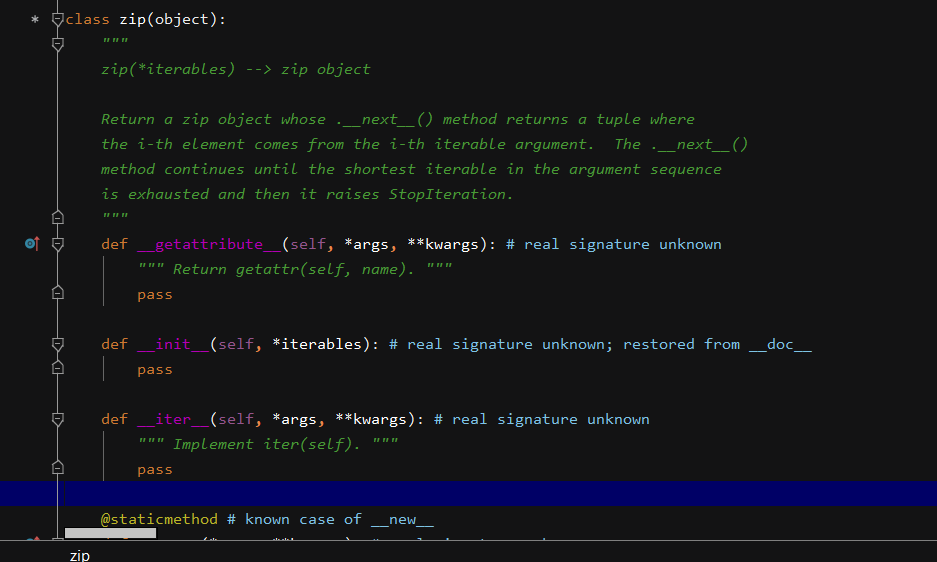 * class zip(object):
"""
zip(*iterables) --> zip object
Return a zip object whose .__next__() method returns a tuple where
the i-th element comes from the i-th iterable argument.  The .__next__()
method continues until the shortest iterable in the argument sequence
is exhausted and then it raises StopIteration.
"""
def __getattribute__(self, *args, **kwargs): # real signature unknown
""" Return getattr(self, name). """
pass
def __init__(self, *iterables): # real signature unknown; restored from __doc__
pass
def __iter__(self, *args, **kwargs): # real signature unknown
""" Implement iter(self). """
pass
@staticmethod # known case of __new__
zip